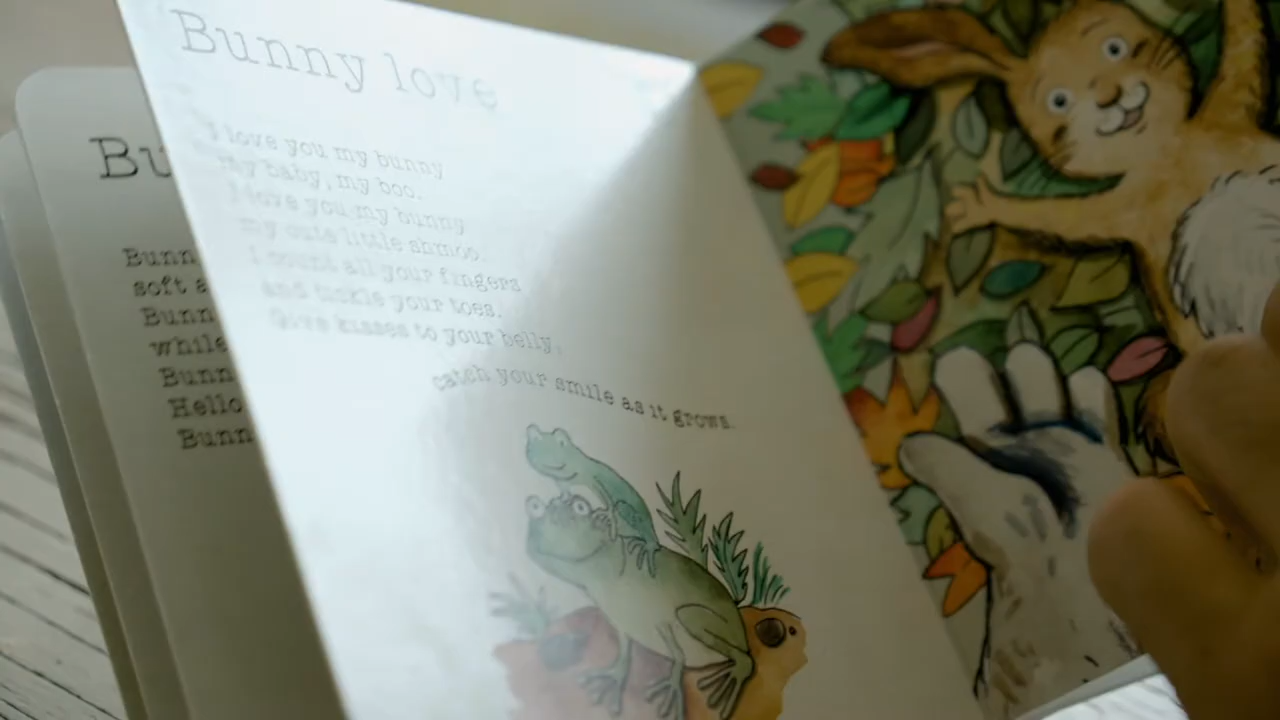 Bunny love
I love you my bunny
my baby, my boo.
I love you my bunny
my cute little shmoo.
I count all your fingers
and tickle your toes.
Give kisses to your belly,
catch your smile as it grows.
Bu
Bunn
soft a
Bunn
while
Bunn
Hello
Bunn